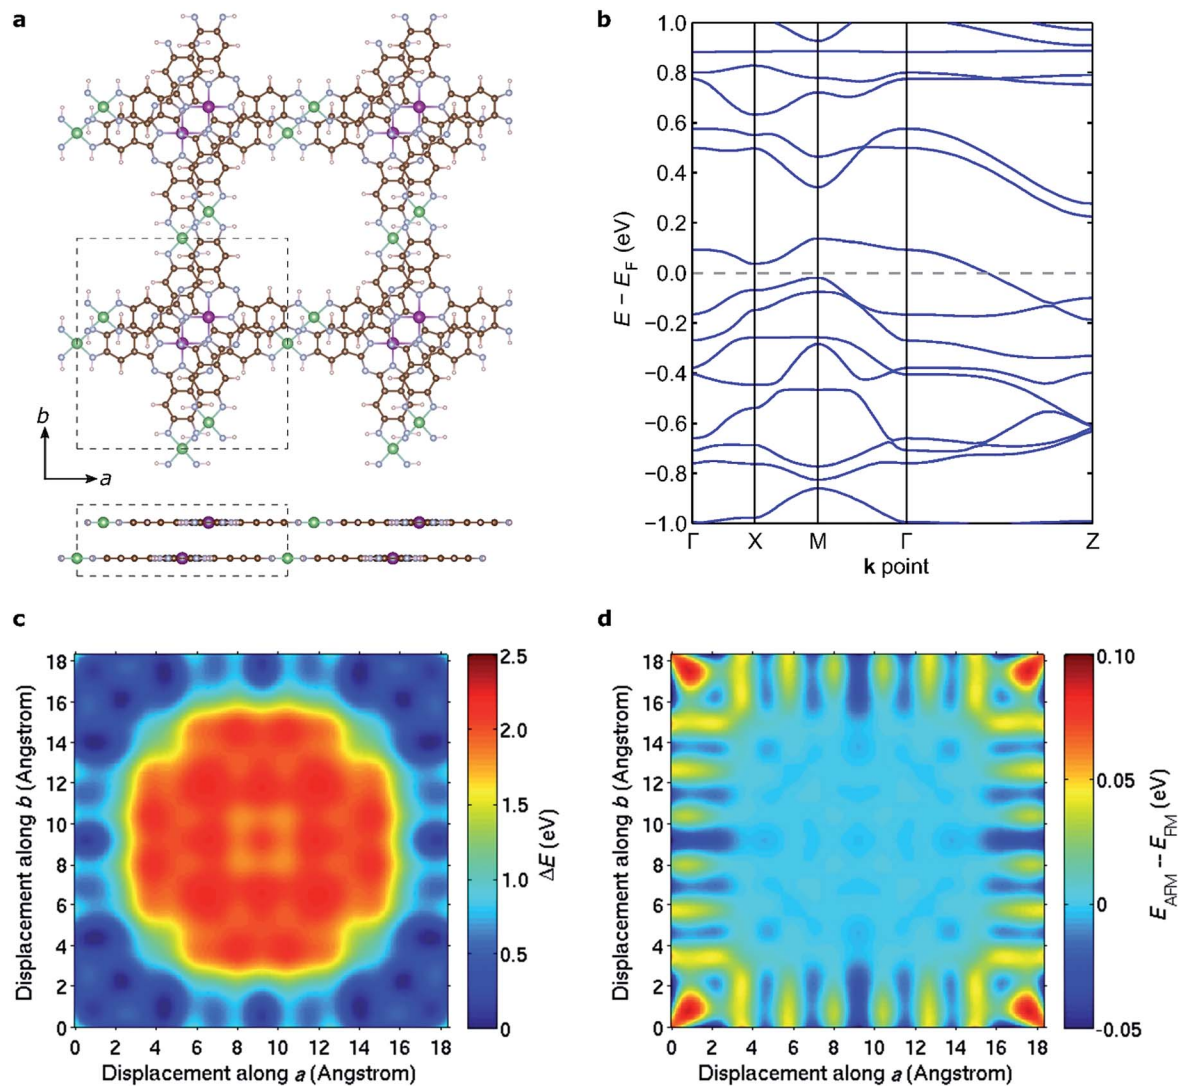 a
b
a
b
1.0
0.8
0.6
0.4
0.2
0.0
−0.2
−0.4
−0.6
−0.8
−1.0
E − E_F (eV)
Γ X M Γ Z
k point
c
18
16
14
12
10
8
6
4
2
0
Displacement along b (Angstrom)
0 2 4 6 8 10 12 14 16 18
Displacement along a (Angstrom)
2.5
2.0
1.5
1.0
0.5
0
ΔE (eV)
d
18
16
14
12
10
8
6
4
2
0
Displacement along b (Angstrom)
0 2 4 6 8 10 12 14 16 18
Displacement along a (Angstrom)
0.10
0.05
0
-0.05
E_AFM -- E_FM (eV)